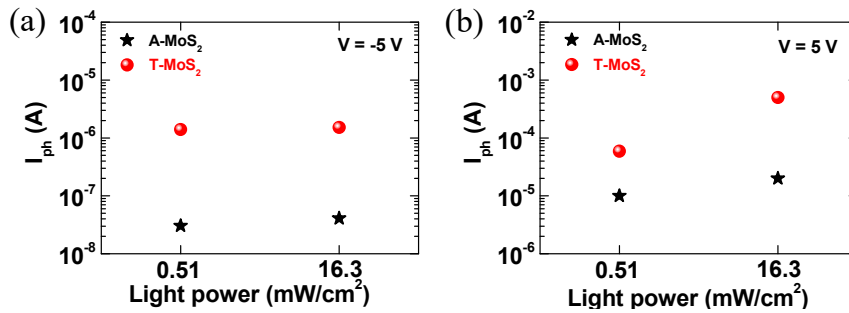 (a)
A-MoS₂
T-MoS₂
V = -5 V
I_ph (A)
10⁻⁴
10⁻⁵
10⁻⁶
10⁻⁷
10⁻⁸
0.51
16.3
Light power (mW/cm²)
(b)
A-MoS₂
T-MoS₂
V = 5 V
I_ph (A)
10⁻²
10⁻³
10⁻⁴
10⁻⁵
10⁻⁶
0.51
16.3
Light power (mW/cm²)